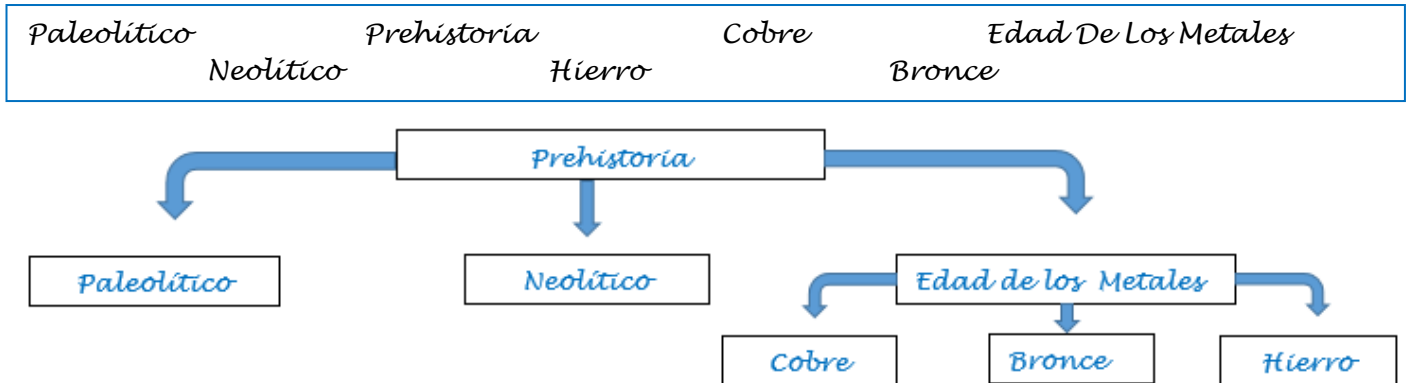 Paleolítico Prehistoria Cobre Edad De Los Metales
Neolítico Hierro Bronce
Prehistoria
Paleolítico Neolítico Edad de los Metales
Cobre Bronce Hierro